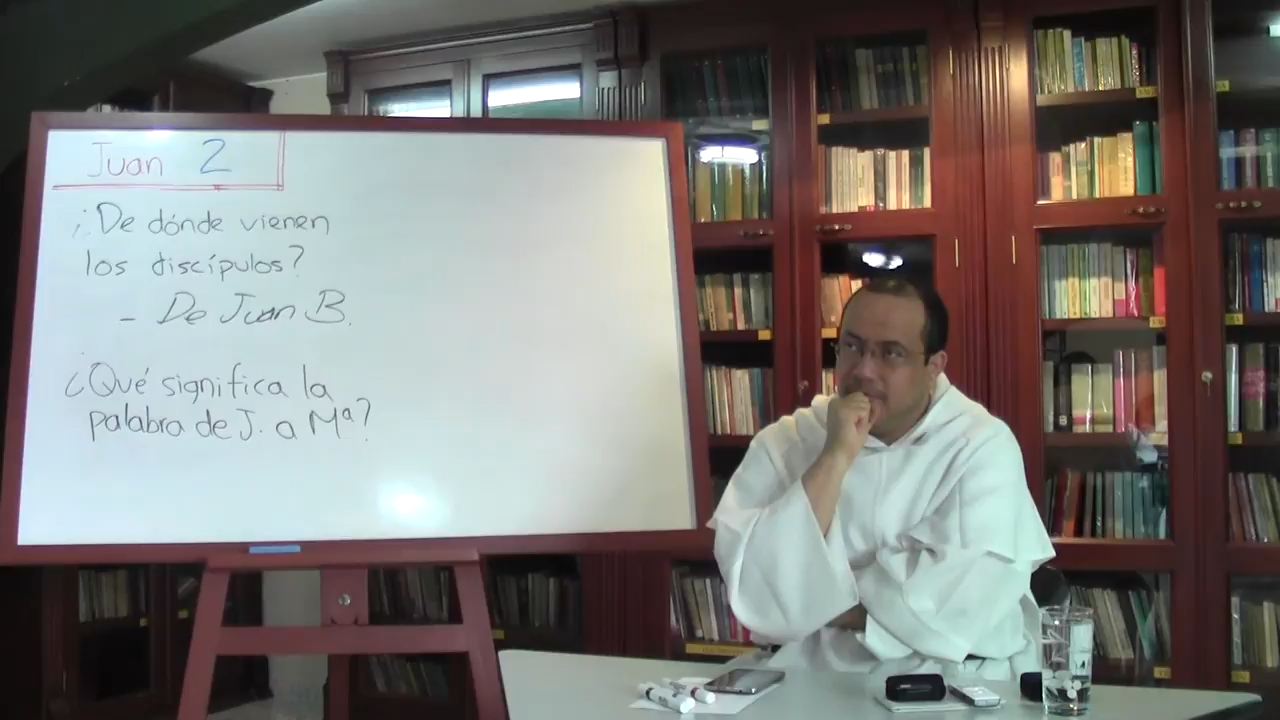 Juan 2
¿De dónde vienen
los discípulos?
- De Juan B.
¿Qué significa la
palabra de J. a Mª?